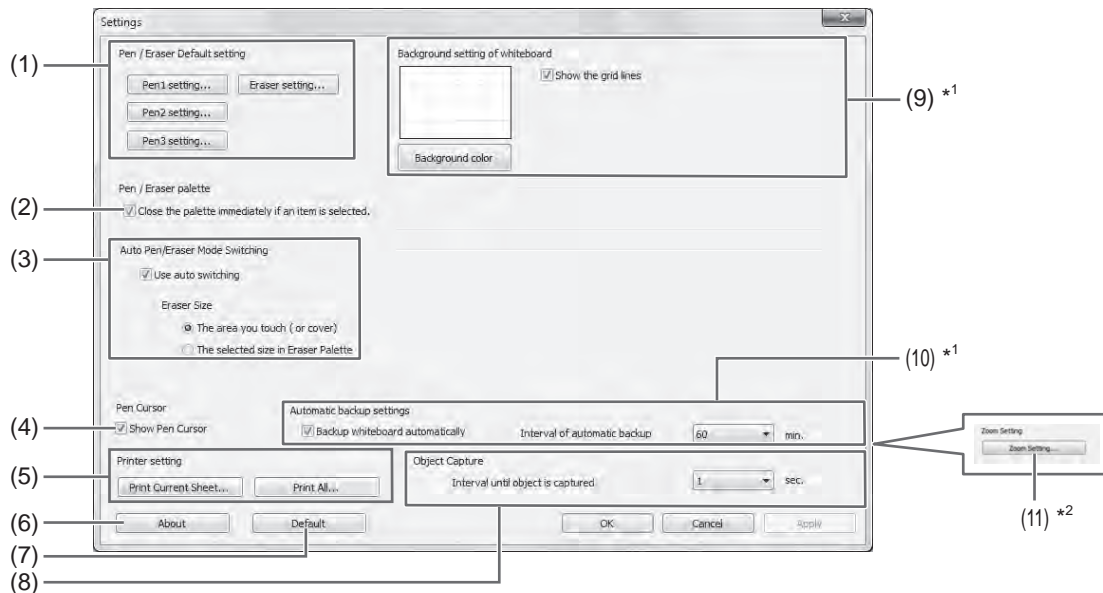 Settings
(1)
Pen / Eraser Default setting
Pen1 setting...
Eraser setting...
Pen2 setting...
Pen3 setting...
Background setting of whiteboard
Show the grid lines
Background color
(9) *1
Pen / Eraser palette
(2)
Close the palette immediately if an item is selected.
(3)
Auto Pen/Eraser Mode Switching
Use auto switching
Eraser Size
The area you touch ( or cover)
The selected size in Eraser Palette
(10) *1
Pen Cursor
(4)
Show Pen Cursor
Automatic backup settings
Backup whiteboard automatically
Interval of automatic backup
60
min.
(5)
Printer setting
Print Current Sheet...
Print All...
Object Capture
Interval until object is captured
1
sec.
Zoom Setting
Zoom Setting...
(11) *2
(6)
About
Default
OK
Cancel
Apply
(7)
(8)